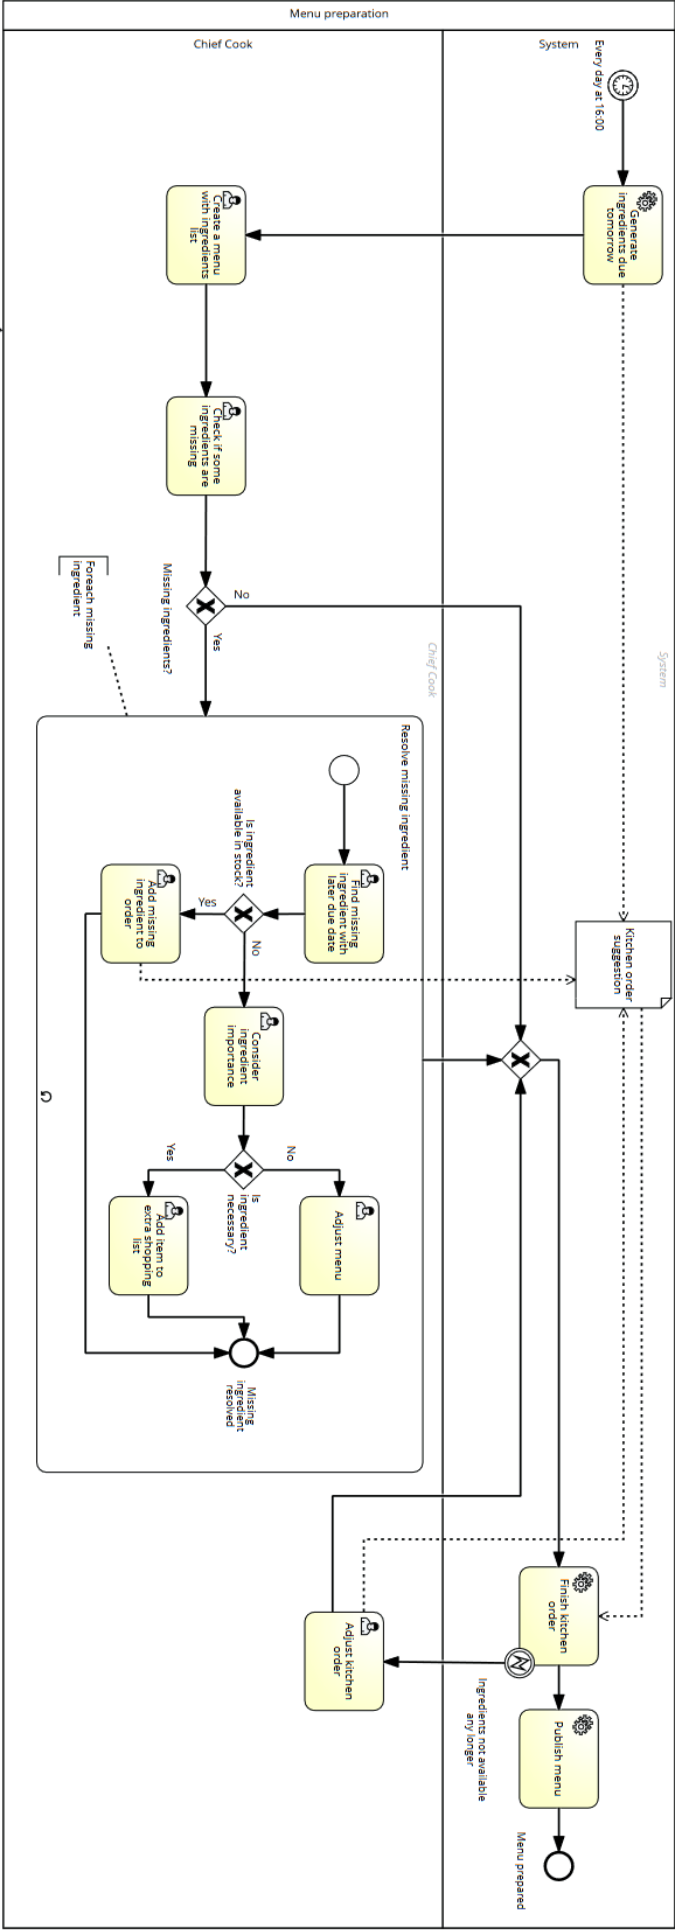 Menu preparation
Chief Cook
System
Every day at 16:00
Generate
ingredients due
tomorrow
Create a menu
with ingredients
list
Check if some
ingredients are
missing
Missing ingredients?
No
Yes
Foreach missing
ingredient
Chief Cook
System
Resolve missing ingredient
Find missing
ingredient with
later due date
Is ingredient
available in stock?
Yes
No
Add missing
ingredient to
order
Kitchen order
suggestion
Consider
ingredient
importance
Is
ingredient
necessary?
Yes
No
Add item to
extra shopping
list
Adjust menu
Missing
ingredient
resolved
Finish kitchen
order
Ingredients not available
any longer
Adjust kitchen
order
Publish menu
Menu prepared